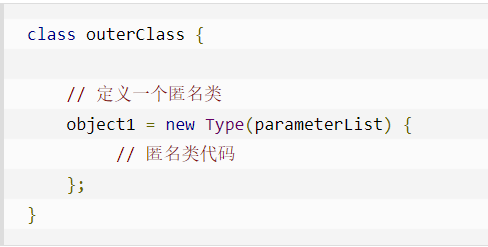 class outerClass {
// 定义一个匿名类
object1 = new Type(parameterList) {
// 匿名类代码
};
}